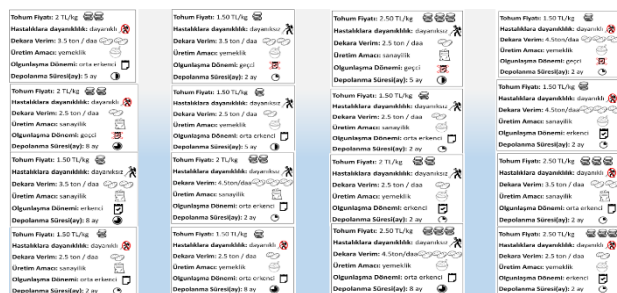 Tohum Fiyatı: 2 TL/kg
Hastalıklara dayanıklılık: dayanıklı
Dekara Verim: 3.5 ton / daa
Üretim Amacı: yemeklik
Olgunlaşma Dönemi: orta erkenci
Depolanma Süresi(ay): 5 ay
Tohum Fiyatı: 2 TL/kg
Hastalıklara dayanıklılık: dayanıklı
Dekara Verim: 2.5 ton / daa
Üretim Amacı: sanayilik
Olgunlaşma Dönemi: geççi
Depolanma Süresi(ay): 8 ay
Tohum Fiyatı: 1.50 TL/kg
Hastalıklara dayanıklılık: dayanıksız
Dekara Verim: 3.5 ton / daa
Üretim Amacı: sanayilik
Olgunlaşma Dönemi: erkenci
Depolanma Süresi(ay): 8 ay
Tohum Fiyatı: 1.50 TL/kg
Hastalıklara dayanıklılık: dayanıklı
Dekara Verim: 2.5 ton / daa
Üretim Amacı: sanayilik
Olgunlaşma Dönemi: orta erkenci
Depolanma Süresi(ay): 2 ay
Tohum Fiyatı: 1.50 TL/kg
Hastalıklara dayanıklılık: dayanıksız
Dekara Verim: 3.5 ton / daa
Üretim Amacı: yemeklik
Olgunlaşma Dönemi: geççi
Depolanma Süresi(ay): 2 ay
Tohum Fiyatı: 1.50 TL/kg
Hastalıklara dayanıklılık: dayanıksız
Dekara Verim: 2.5 ton / daa
Üretim Amacı: yemeklik
Olgunlaşma Dönemi: orta erkenci
Depolanma Süresi(ay): 5 ay
Tohum Fiyatı: 2 TL/kg
Hastalıklara dayanıklılık: dayanıksız
Dekara Verim: 4.5ton/daa
Üretim Amacı: sanayilik
Olgunlaşma Dönemi: orta erkenci
Depolanma Süresi(ay): 2 ay
Tohum Fiyatı: 1.50 TL/kg
Hastalıklara dayanıklılık: dayanıklı
Dekara Verim: 2.5 ton / daa
Üretim Amacı: yemeklik
Olgunlaşma Dönemi: orta erkenci
Depolanma Süresi(ay): 8 ay
Tohum Fiyatı: 2.50 TL/kg
Hastalıklara dayanıklılık: dayanıksız
Dekara Verim: 2.5 ton / daa
Üretim Amacı: sanayilik
Olgunlaşma Dönemi: geççi
Depolanma Süresi(ay): 5 ay
Tohum Fiyatı: 1.50 TL/kg
Hastalıklara dayanıklılık: dayanıksız
Dekara Verim: 2.5 ton / daa
Üretim Amacı: yemeklik
Olgunlaşma Dönemi: geççi
Depolanma Süresi(ay): 2 ay
Tohum Fiyatı: 2 TL/kg
Hastalıklara dayanıklılık: dayanıksız
Dekara Verim: 3.5 ton / daa
Üretim Amacı: yemeklik
Olgunlaşma Dönemi: erkenci
Depolanma Süresi(ay): 2 ay
Tohum Fiyatı: 2.50 TL/kg
Hastalıklara dayanıklılık: dayanıksız
Dekara Verim: 4.5ton/daa
Üretim Amacı: yemeklik
Olgunlaşma Dönemi: orta erkenci
Depolanma Süresi(ay): 8 ay
Tohum Fiyatı: 1.50 TL/kg
Hastalıklara dayanıklılık: dayanıklı
Dekara Verim: 4.5ton/daa
Üretim Amacı: yemeklik
Olgunlaşma Dönemi: geççi
Depolanma Süresi(ay): 2 ay
Tohum Fiyatı: 1.50 TL/kg
Hastalıklara dayanıklılık: dayanıksız
Dekara Verim: 4.5ton/daa
Üretim Amacı: yemeklik
Olgunlaşma Dönemi: erkenci
Depolanma Süresi(ay): 2 ay
Tohum Fiyatı: 2.50 TL/kg
Hastalıklara dayanıklılık: dayanıklı
Dekara Verim: 3.5 ton / daa
Üretim Amacı: sanayilik
Olgunlaşma Dönemi: erkenci
Depolanma Süresi(ay): 2 ay
Tohum Fiyatı: 2.50 TL/kg
Hastalıklara dayanıklılık: dayanıklı
Dekara Verim: 2.5 ton / daa
Üretim Amacı: yemeklik
Olgunlaşma Dönemi: erkenci
Depolanma Süresi(ay): 2 ay